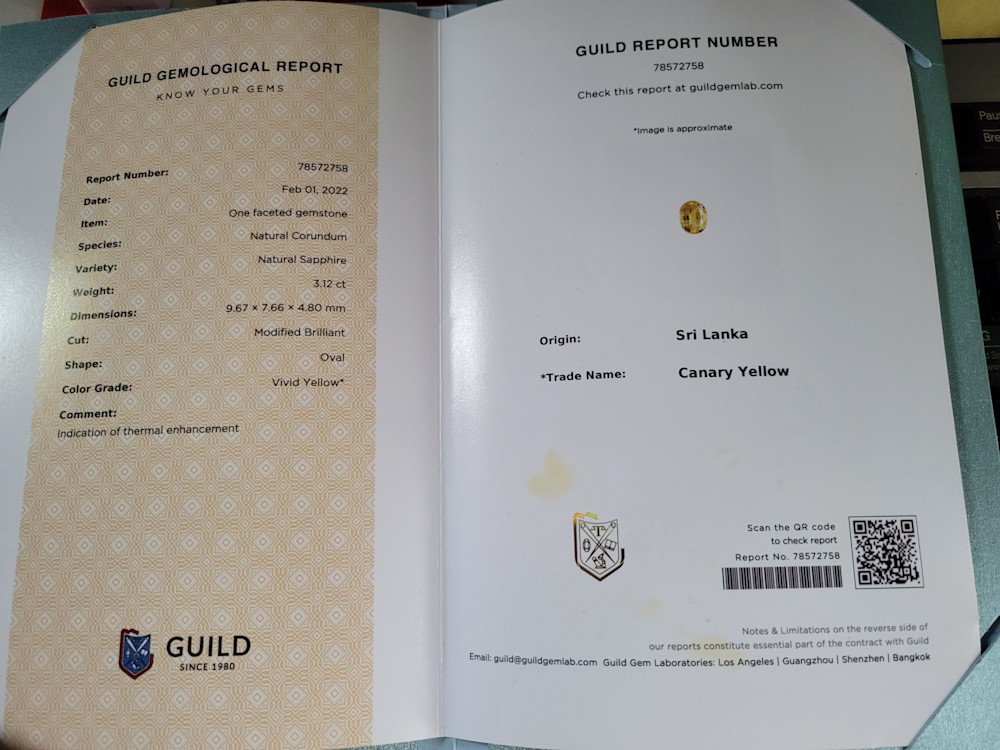 GUILD GEMOLOGICAL REPORT
KNOW YOUR GEMS
Report Number: 78572758
Date: Feb 01, 2022
Item: One faceted gemstone
Species: Natural Corundum
Variety: Natural Sapphire
Weight: 3.12 ct
Dimensions: 9.67 × 7.66 × 4.80 mm
Cut: Modified Brilliant
Shape: Oval
Color Grade: Vivid Yellow*
Comment:
Indication of thermal enhancement
GUILD
SINCE 1980
GUILD REPORT NUMBER
78572758
Check this report at guildgemlab.com
*Image is approximate
Origin: Sri Lanka
*Trade Name: Canary Yellow
Scan the QR code
to check report
Report No. 78572758
Notes & Limitations on the reverse side of
our reports constitute essential part of the contract with Guild
Email: guild@guildgemlab.com Guild Gem Laboratories: Los Angeles | Guangzhou | Shenzhen | Bangkok